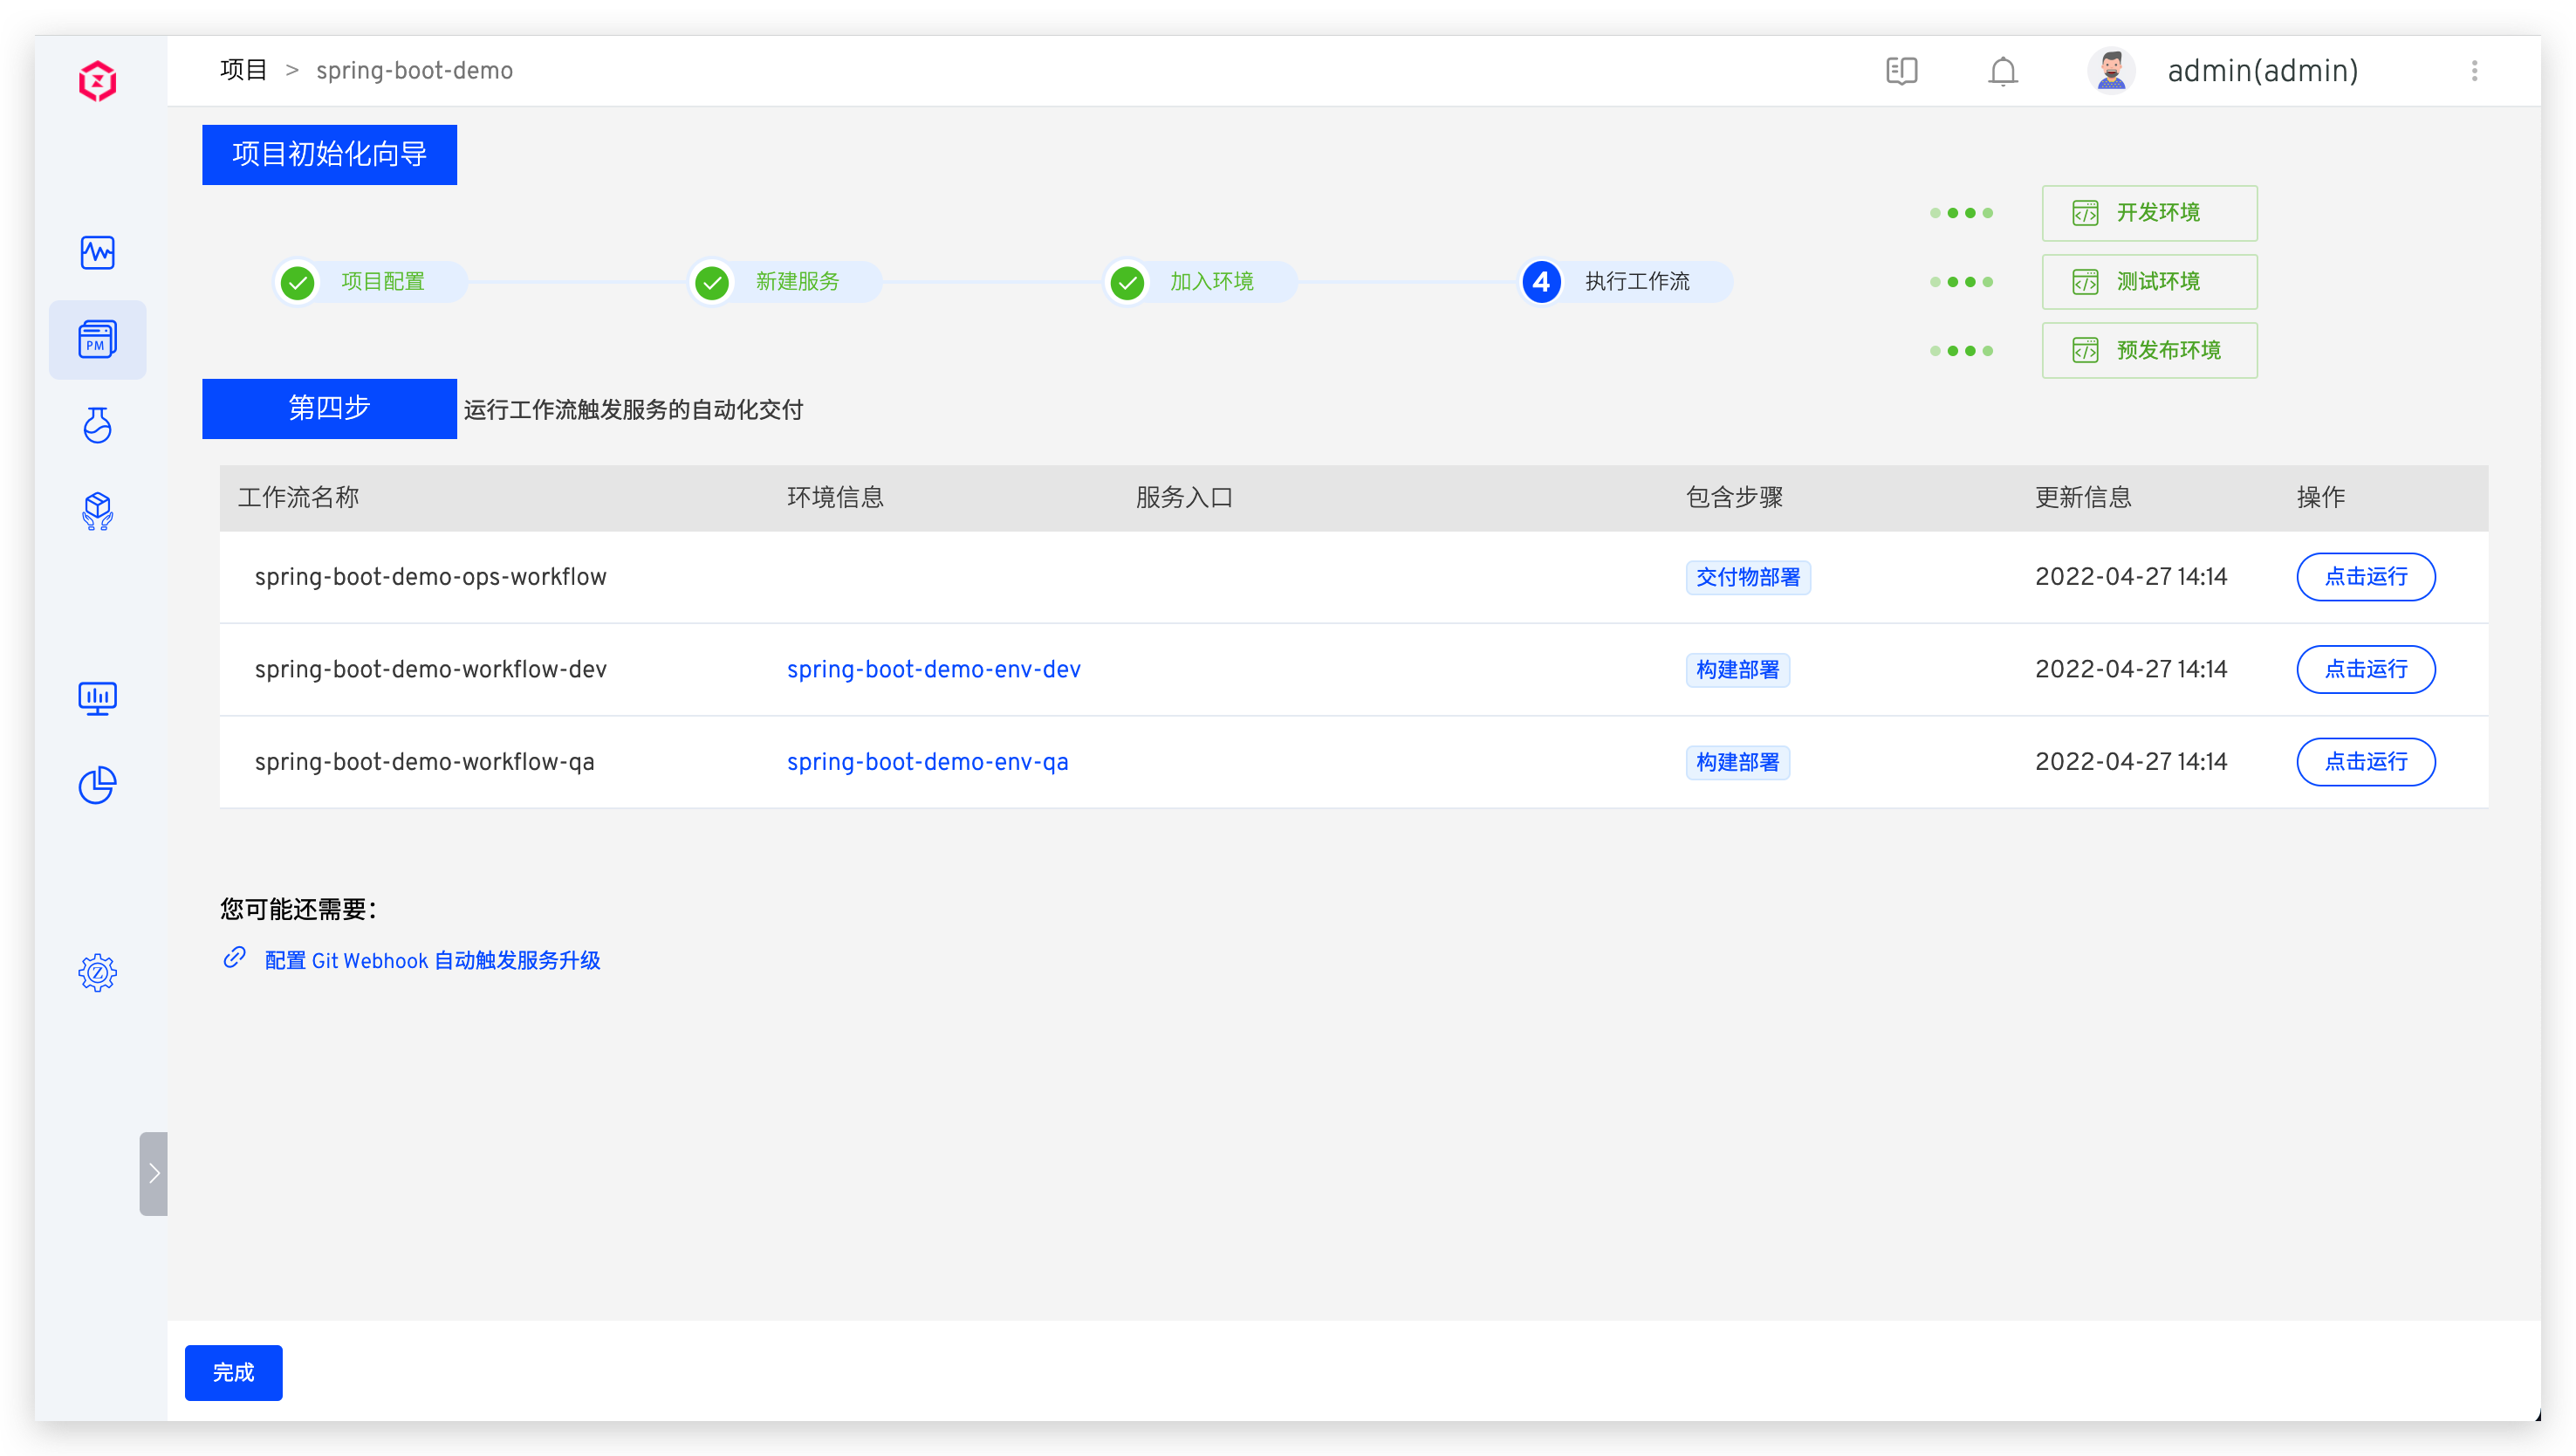 项目 > spring-boot-demo
admin(admin)
项目初始化向导
项目配置
新建服务
加入环境
4 执行工作流
开发环境
测试环境
预发布环境
第四步 运行工作流触发服务的自动化交付
工作流名称 环境信息 服务入口 包含步骤 更新信息 操作
spring-boot-demo-ops-workflow 交付物部署 2022-04-27 14:14 点击运行
spring-boot-demo-workflow-dev spring-boot-demo-env-dev 构建部署 2022-04-27 14:14 点击运行
spring-boot-demo-workflow-qa spring-boot-demo-env-qa 构建部署 2022-04-27 14:14 点击运行
您可能还需要：
配置 Git Webhook 自动触发服务升级
完成
PM